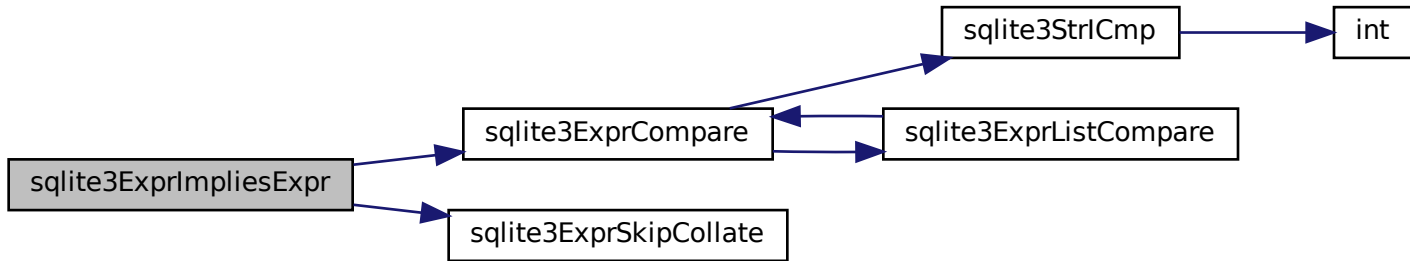 sqlite3StrICmp
int
sqlite3ExprCompare
sqlite3ExprListCompare
sqlite3ExprImpliesExpr
sqlite3ExprSkipCollate